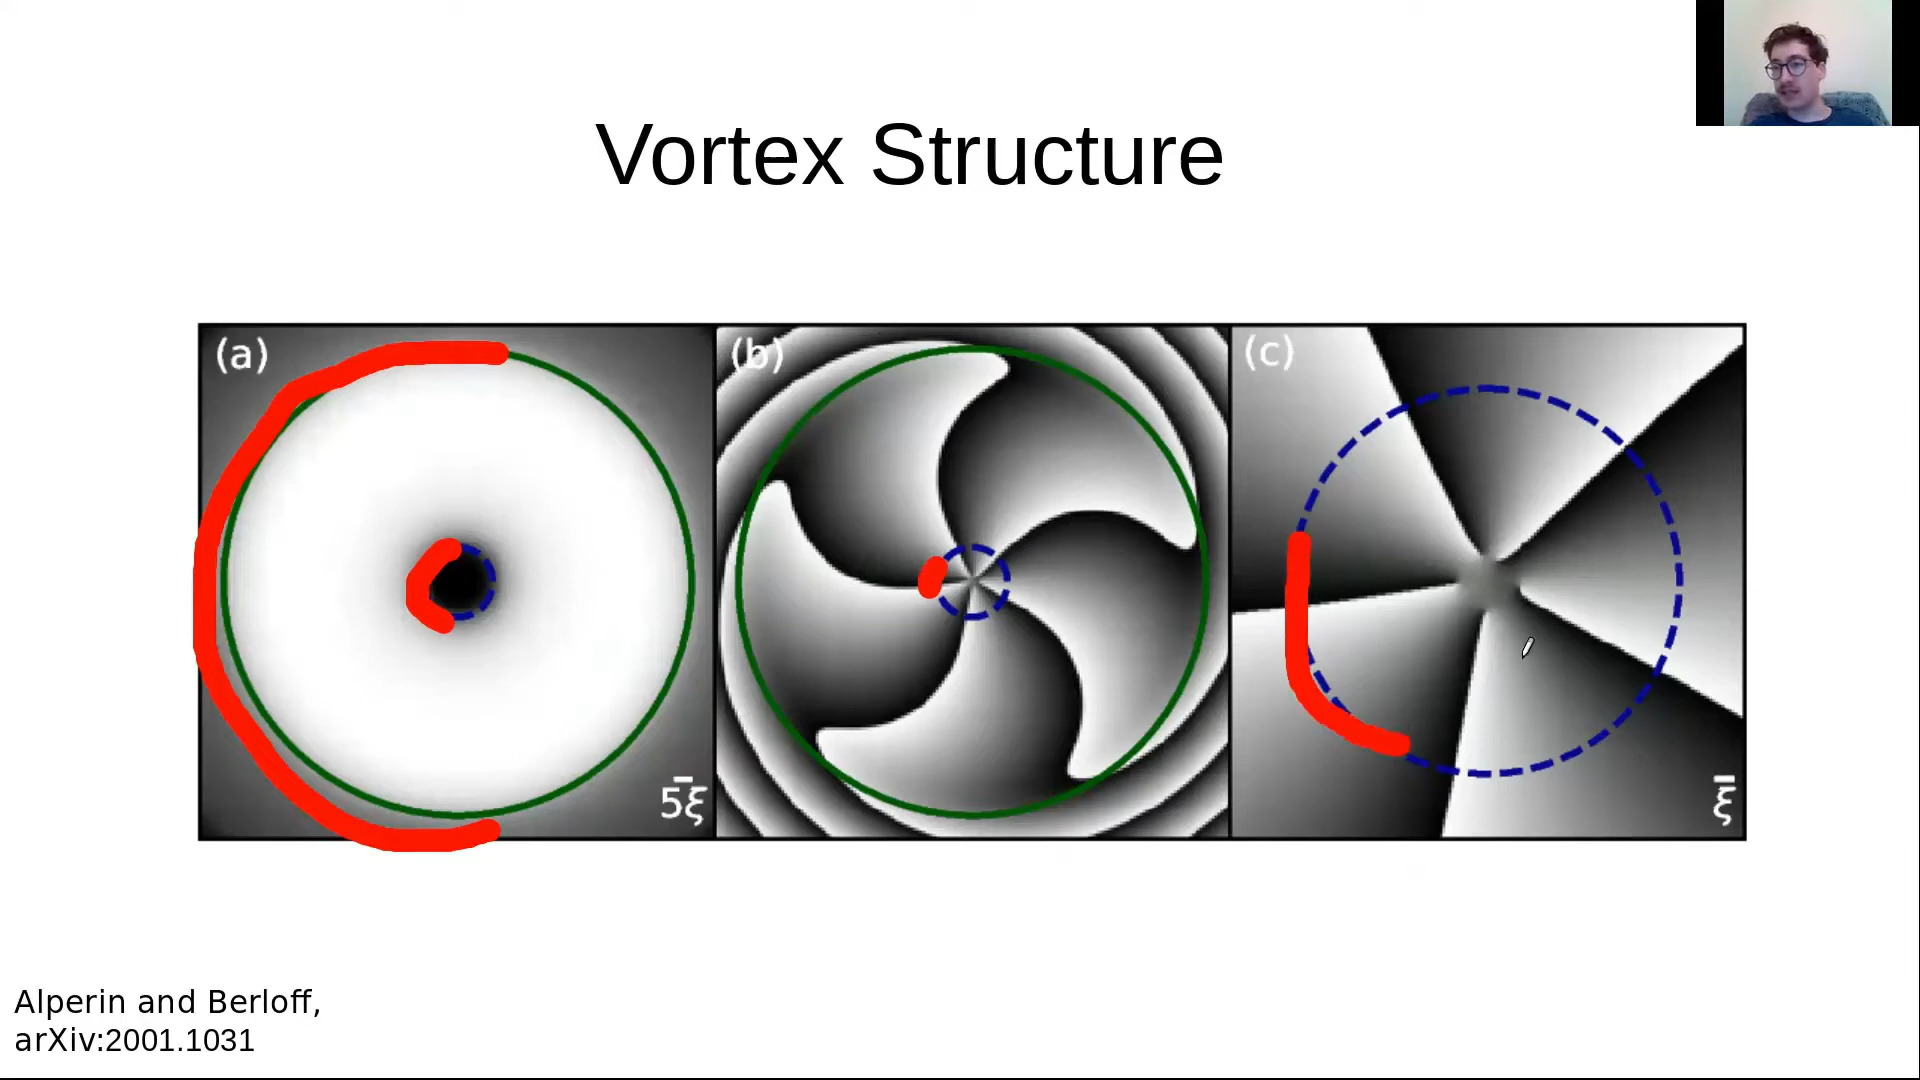 Vortex Structure
(a)
(b)
(c)
5ξ
ξ
Alperin and Berloff,
arXiv:2001.1031